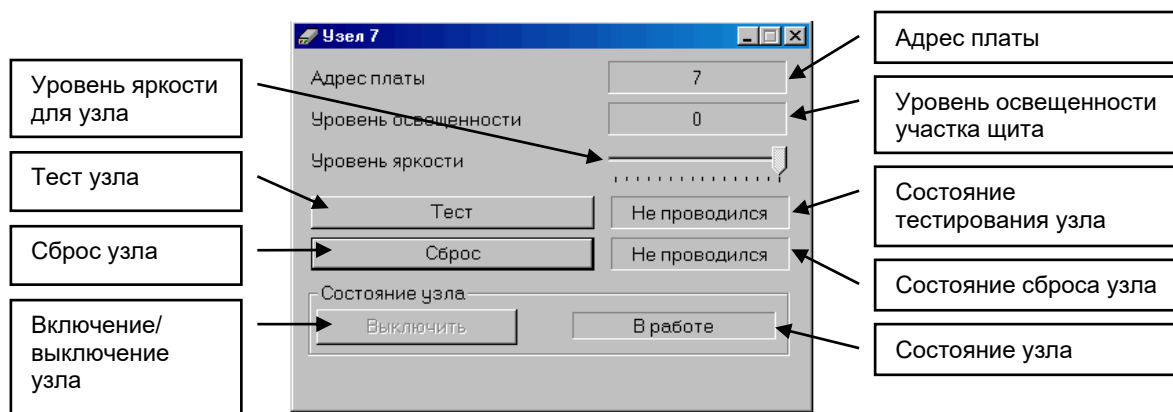 Узел 7
Адрес платы
7
Уровень освещенности
0
Уровень яркости
Тест
Не проводился
Сброс
Не проводился
Состояние узла
Выключить
В работе
Уровень яркости
для узла
Тест узла
Сброс узла
Включение/
выключение
узла
Адрес платы
Уровень освещенности
участка щита
Состояние
тестирования узла
Состояние сброса узла
Состояние узла